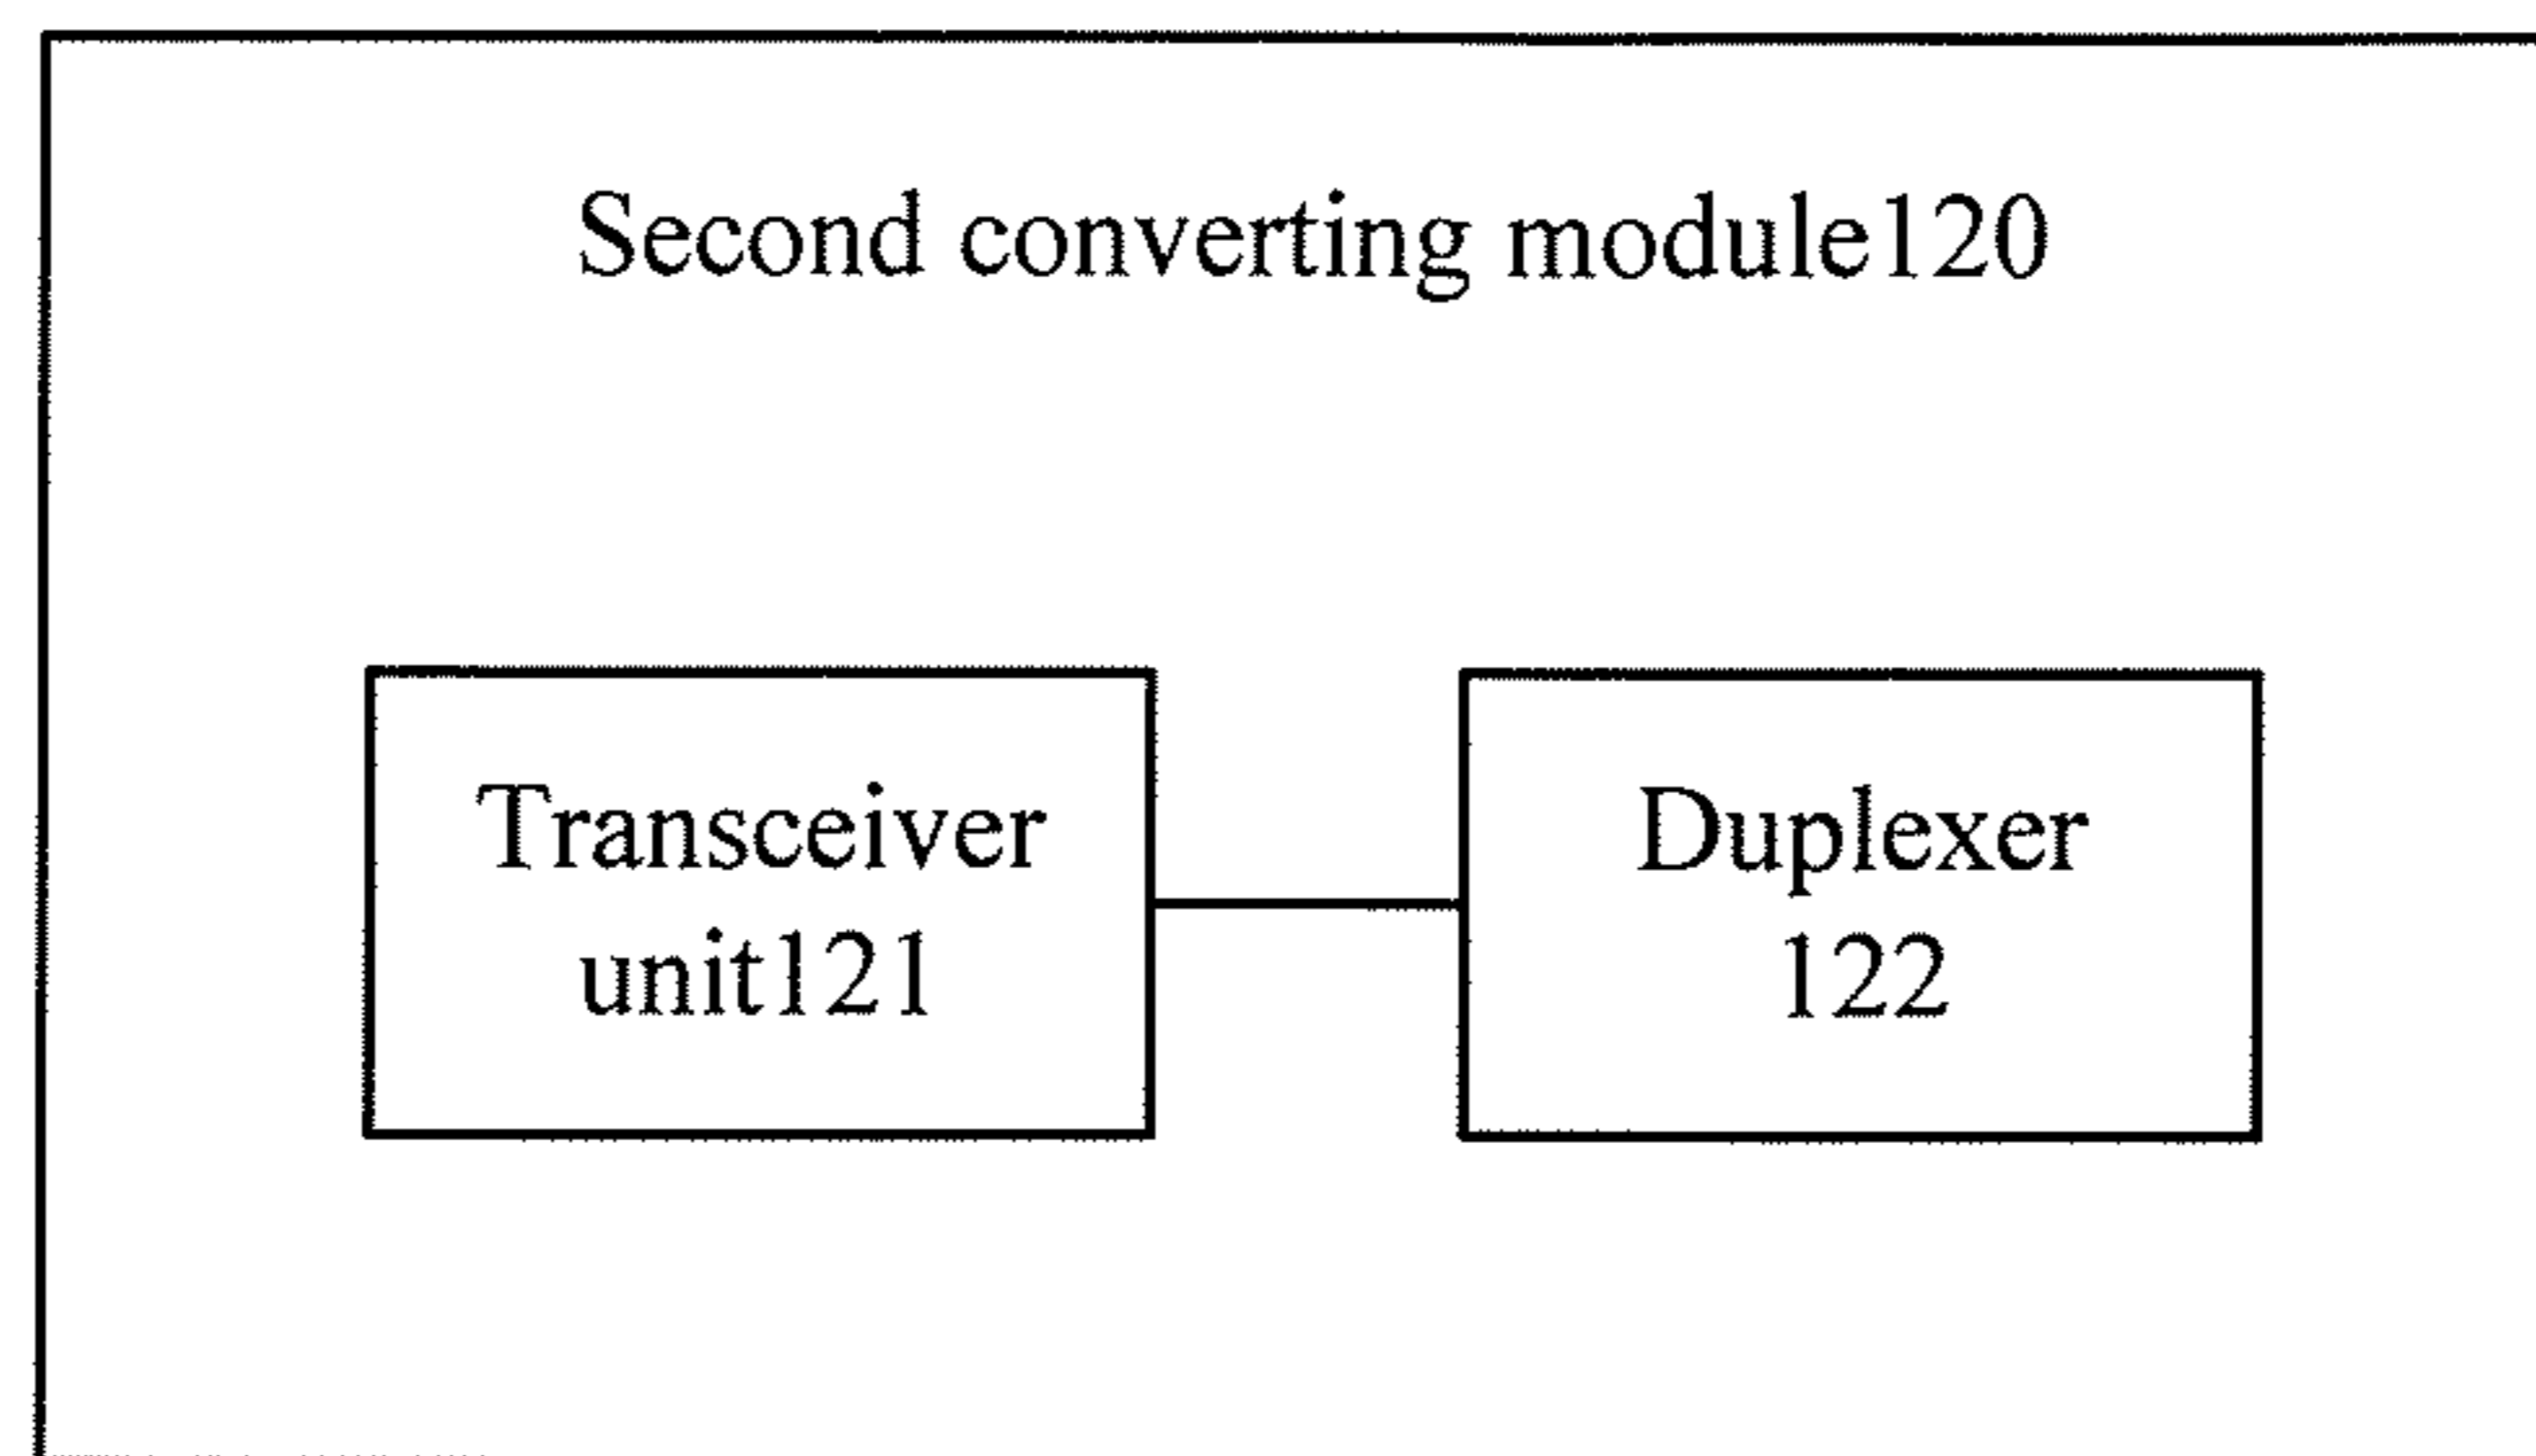 Second converting module120
Transceiver
unit121
Duplexer
122